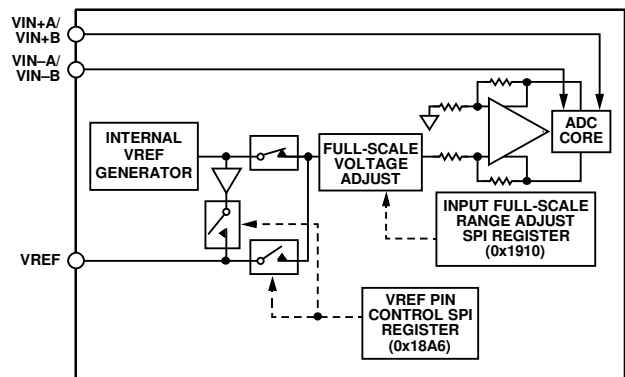 VIN+A/
VIN+B
VIN–A/
VIN–B
INTERNAL
VREF
GENERATOR
FULL-SCALE
VOLTAGE
ADJUST
ADC
CORE
INPUT FULL-SCALE
RANGE ADJUST
SPI REGISTER
(0x1910)
VREF
VREF PIN
CONTROL SPI
REGISTER
(0x18A6)